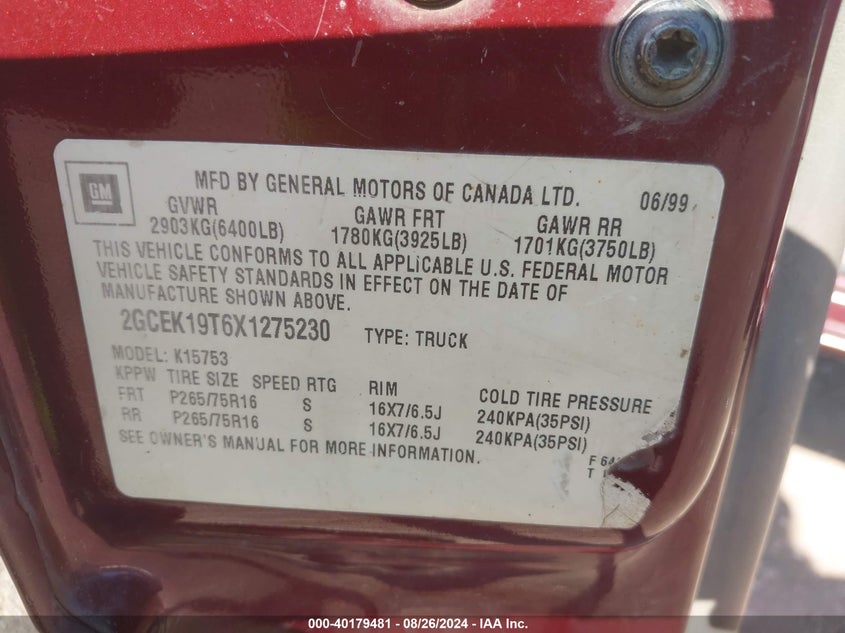 GM
MFD BY GENERAL MOTORS OF CANADA LTD. 06/99
GVWR GAWR FRT GAWR RR
2903KG(6400LB) 1780KG(3925LB) 1701KG(3750LB)
THIS VEHICLE CONFORMS TO ALL APPLICABLE U.S. FEDERAL MOTOR
VEHICLE SAFETY STANDARDS IN EFFECT ON THE DATE OF
MANUFACTURE SHOWN ABOVE.
2GCEK19T6X1275230 TYPE: TRUCK
MODEL: K15753
KPPW TIRE SIZE SPEED RTG RIM COLD TIRE PRESSURE
FRT P265/75R16 S 16X7/6.5J 240KPA(35PSI)
RR P265/75R16 S 16X7/6.5J 240KPA(35PSI)
SEE OWNER'S MANUAL FOR MORE INFORMATION.
F
T
000-40179481 - 08/26/2024 - IAA Inc.